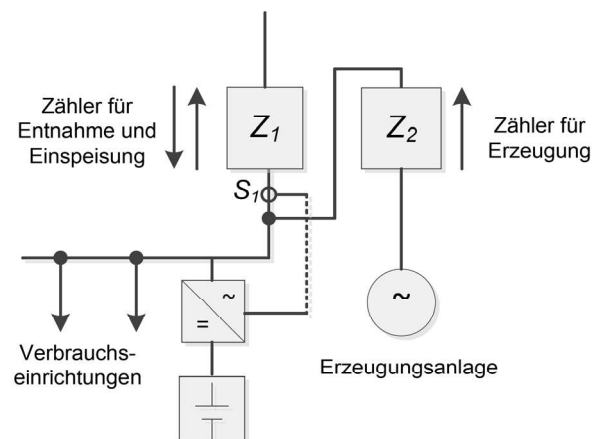 Zähler für
Entnahme und
Einspeisung
Z1
Z2
Zähler für
Erzeugung
S1
~
=
~
Verbrauchs-
einrichtungen
Erzeugungsanlage